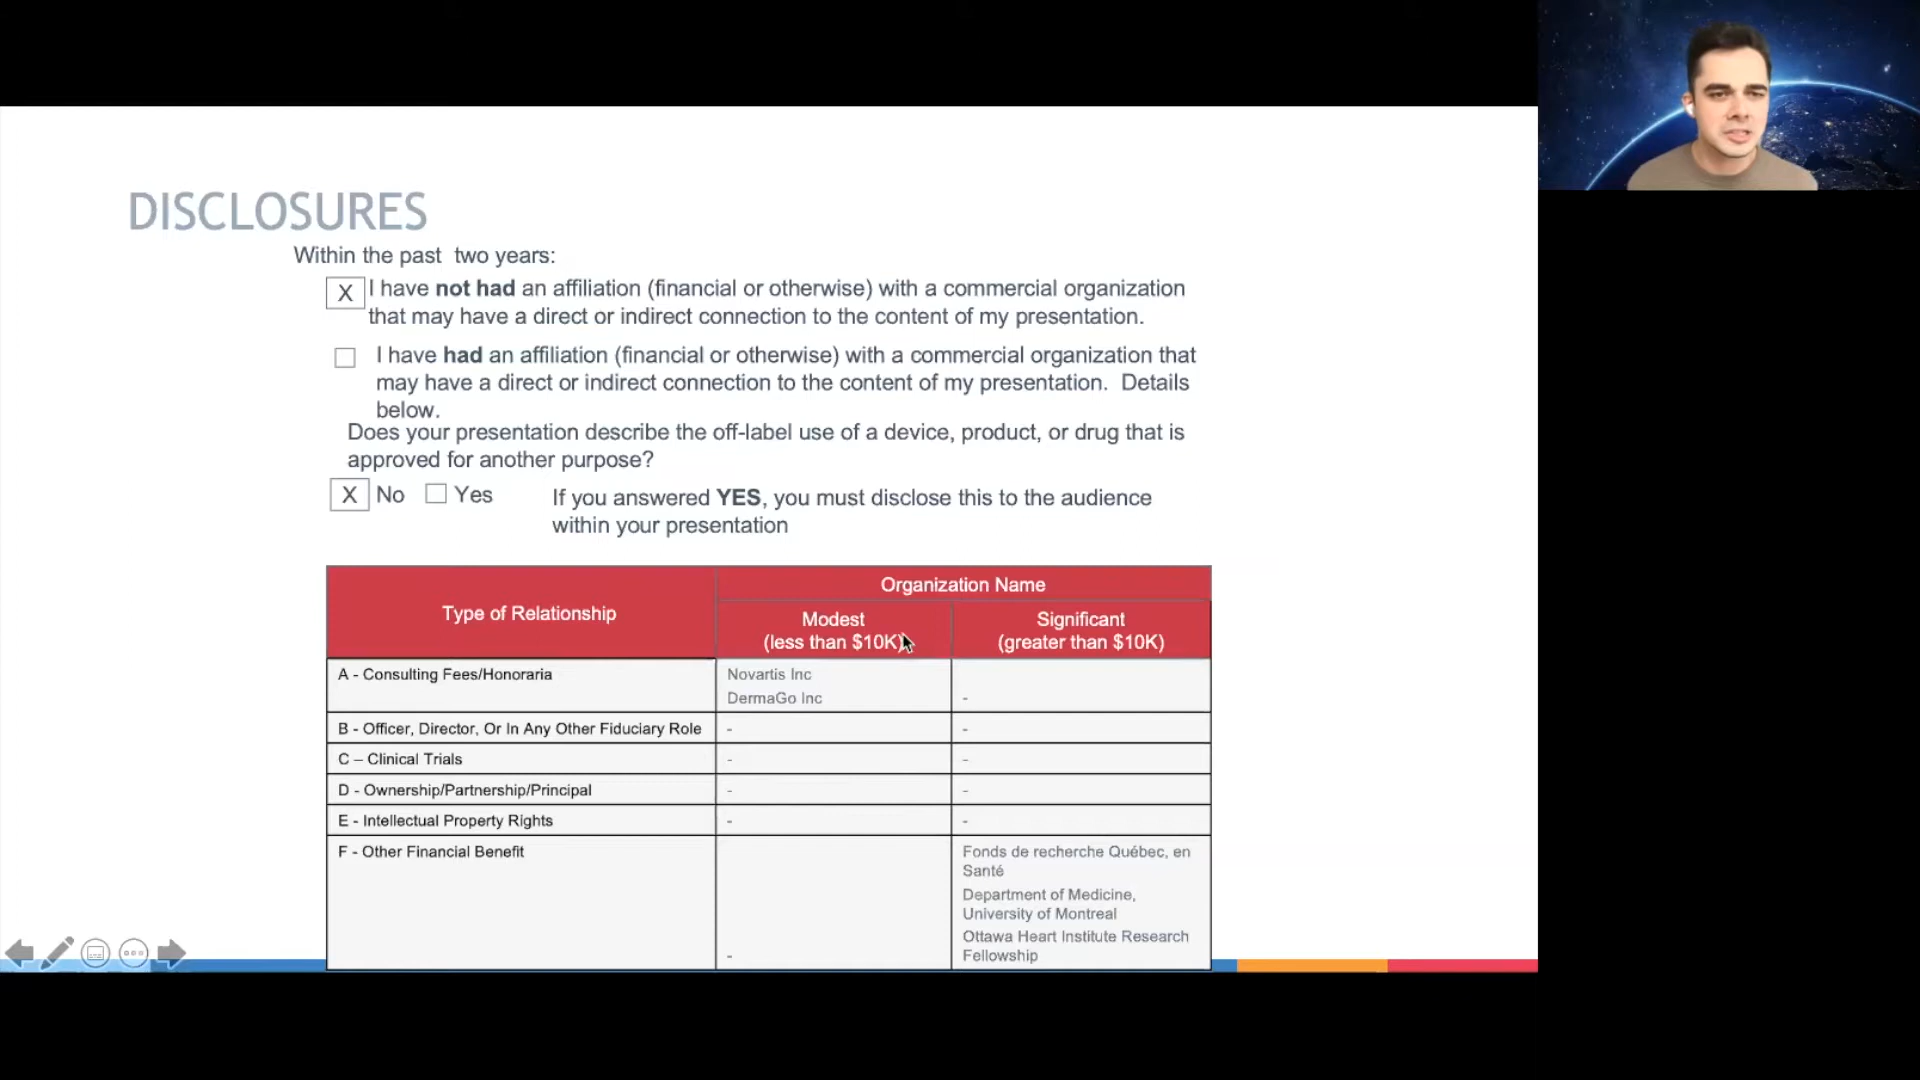 DISCLOSURES
Within the past two years:
X I have not had an affiliation (financial or otherwise) with a commercial organization
that may have a direct or indirect connection to the content of my presentation.
I have had an affiliation (financial or otherwise) with a commercial organization that
may have a direct or indirect connection to the content of my presentation. Details
below.
Does your presentation describe the off-label use of a device, product, or drug that is
approved for another purpose?
X No Yes
If you answered YES, you must disclose this to the audience
within your presentation
Type of Relationship
Organization Name
Modest
(less than $10K)
Significant
(greater than $10K)
A - Consulting Fees/Honoraria
Novartis Inc
DermaGo Inc
-
B - Officer, Director, Or In Any Other Fiduciary Role - -
C – Clinical Trials - -
D - Ownership/Partnership/Principal - -
E - Intellectual Property Rights - -
F - Other Financial Benefit
-
Fonds de recherche Québec, en
Santé
Department of Medicine,
University of Montreal
Ottawa Heart Institute Research
Fellowship